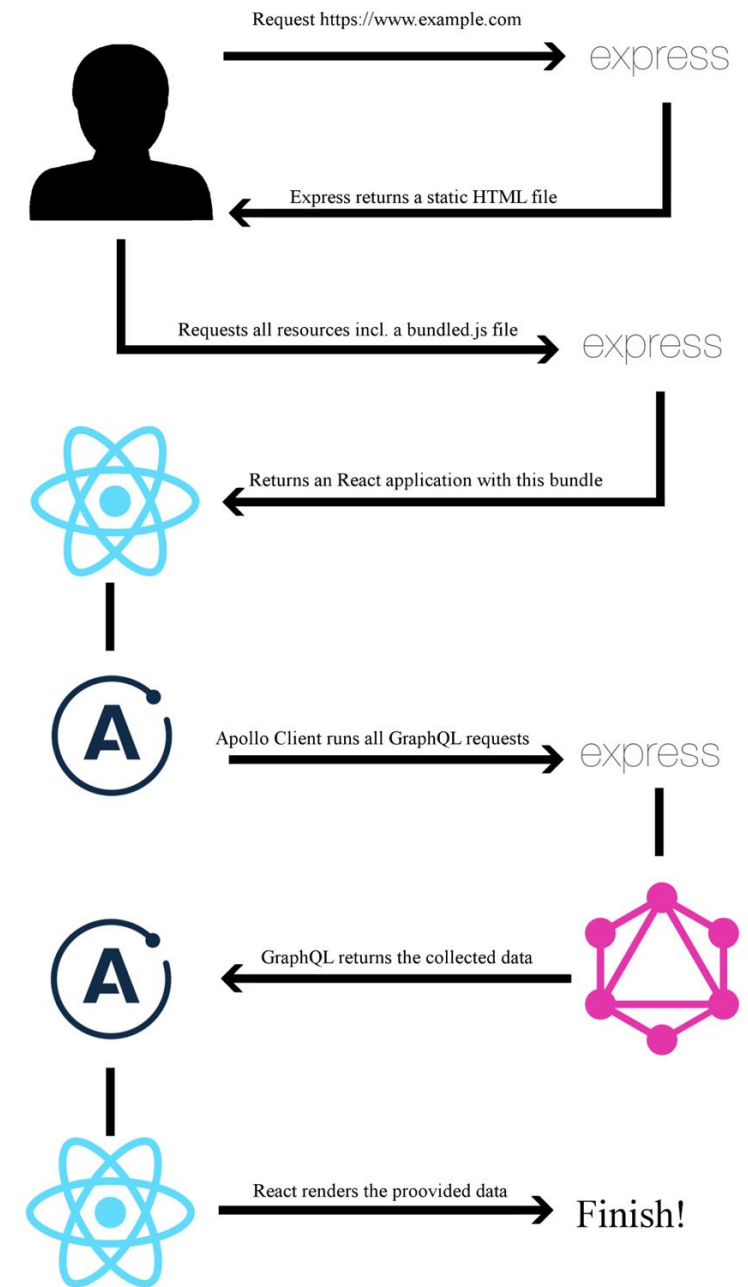 Request https://www.example.com
express
Express returns a static HTML file
Requests all resources incl. a bundled.js file
express
Returns an React application with this bundle
A
Apollo Client runs all GraphQL requests
express
A
GraphQL returns the collected data
React renders the proovided data
Finish!